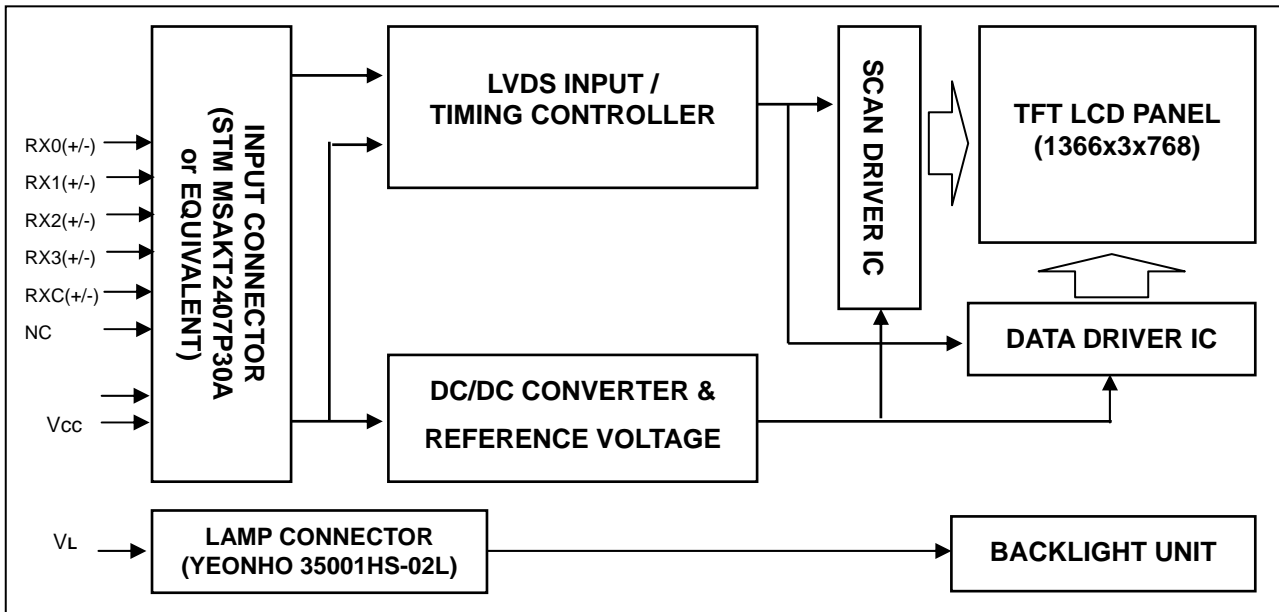 RX0(+/-)
RX1(+/-)
RX2(+/-)
RX3(+/-)
RXC(+/-)
NC
Vcc
INPUT CONNECTOR
(STM MSAKT2407P30A
or EQUIVALENT)
LVDS INPUT /
TIMING CONTROLLER
SCAN DRIVER IC
TFT LCD PANEL
(1366x3x768)
DATA DRIVER IC
DC/DC CONVERTER &
REFERENCE VOLTAGE
VL
LAMP CONNECTOR
(YEONHO 35001HS-02L)
BACKLIGHT UNIT